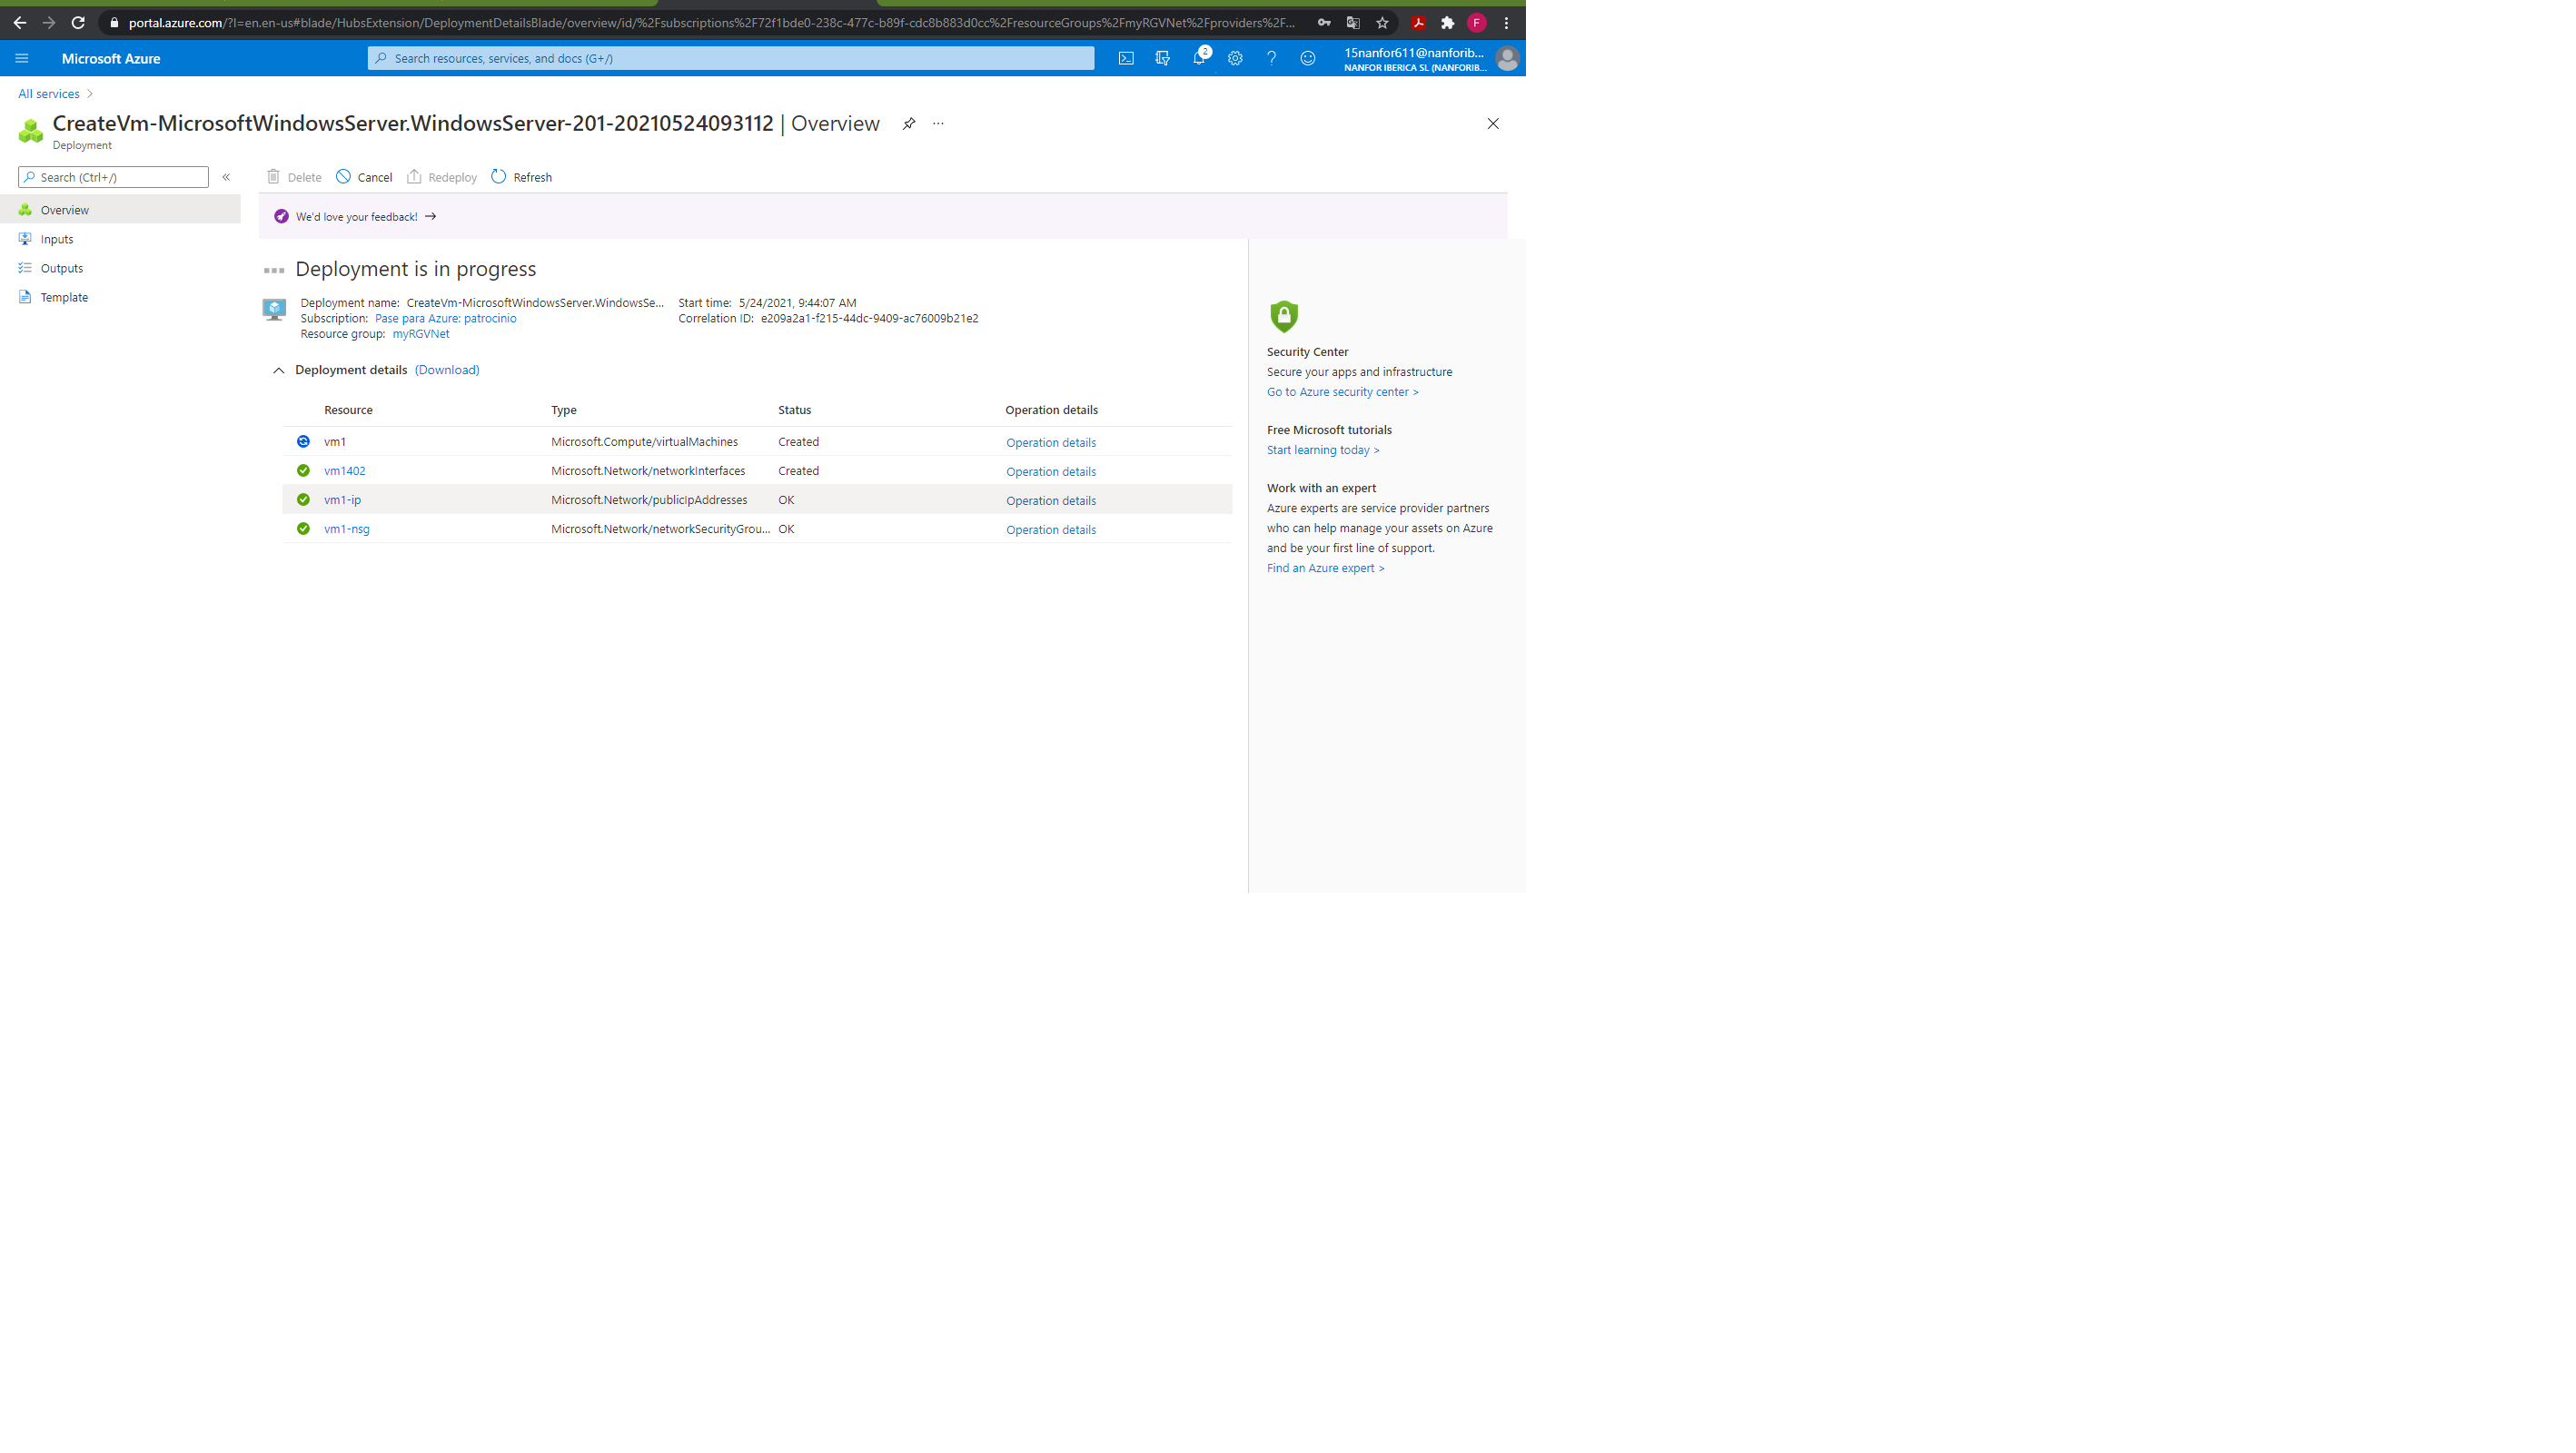 portal.azure.com/?l=en.en-us#blade/HubsExtension/DeploymentDetailsBlade/overview/id/%2Fsubscriptions%2F72f1bde0-238c-477c-b89f-cdc8b883d0cc%2FresourceGroups%2FmyRGVNet%2Fproviders%2F...
F
Microsoft Azure
Search resources, services, and docs (G+/)
2
15nanfor611@nanforib...
NANFOR IBERICA SL (NANFORIB...
All services
CreateVm-MicrosoftWindowsServer.WindowsServer-201-20210524093112 | Overview
Deployment
Search (Ctrl+/)
«
Delete
Cancel
Redeploy
Refresh
Overview
Inputs
Outputs
Template
We'd love your feedback! →
Deployment is in progress
Deployment name: CreateVm-MicrosoftWindowsServer.WindowsSe...
Subscription: Pase para Azure: patrocinio
Resource group: myRGVNet
Start time: 5/24/2021, 9:44:07 AM
Correlation ID: e209a2a1-f215-44dc-9409-ac76009b21e2
Deployment details (Download)
Resource Type Status Operation details
vm1 Microsoft.Compute/virtualMachines Created Operation details
vm1402 Microsoft.Network/networkInterfaces Created Operation details
vm1-ip Microsoft.Network/publicIpAddresses OK Operation details
vm1-nsg Microsoft.Network/networkSecurityGrou... OK Operation details
Security Center
Secure your apps and infrastructure
Go to Azure security center >
Free Microsoft tutorials
Start learning today >
Work with an expert
Azure experts are service provider partners
who can help manage your assets on Azure
and be your first line of support.
Find an Azure expert >